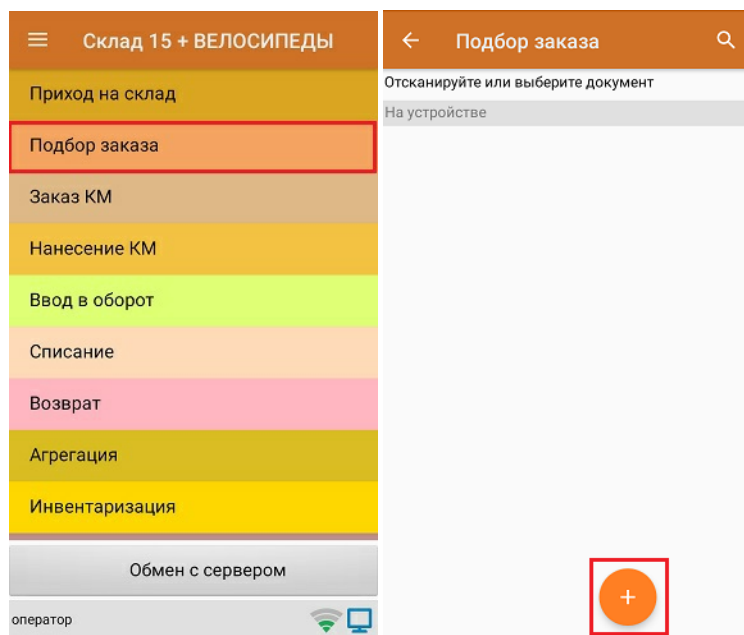 Склад 15 + ВЕЛОСИПЕДЫ
Приход на склад
Подбор заказа
Заказ КМ
Нанесение КМ
Ввод в оборот
Списание
Возврат
Агрегация
Инвентаризация
Обмен с сервером
оператор
Подбор заказа
Отсканируйте или выберите документ
На устройстве
+